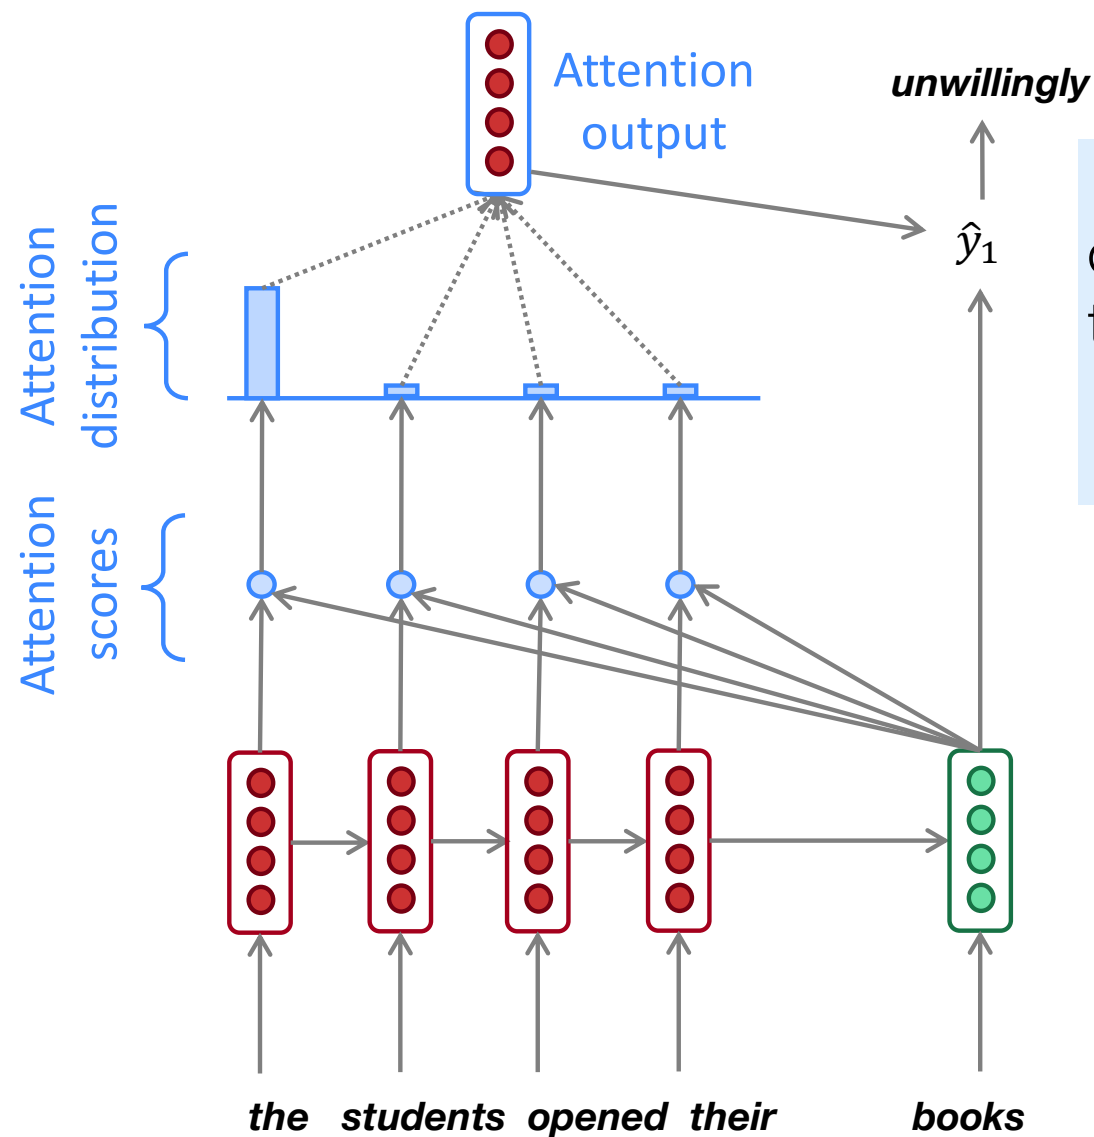 Attention
output
unwillingly
ŷ₁
Attention
distribution
Attention
scores
the students opened their books